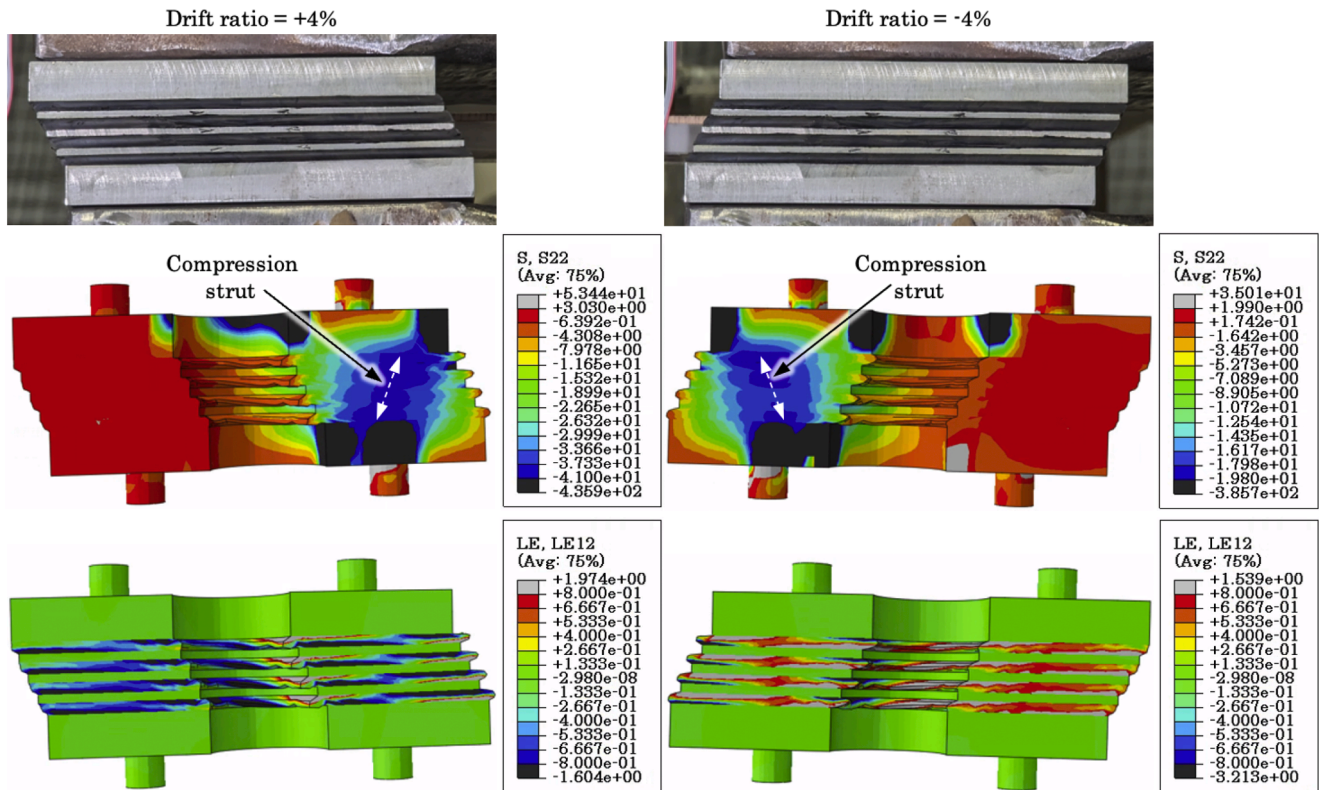 Drift ratio = +4%
Drift ratio = -4%
Compression
strut
S, S22
(Avg: 75%)
+5.344e+01
+3.030e+00
-6.392e-01
-4.308e+00
-7.978e+00
-1.165e+01
-1.532e+01
-1.899e+01
-2.265e+01
-2.632e+01
-2.999e+01
-3.366e+01
-3.733e+01
-4.100e+01
-4.359e+02
Compression
strut
S, S22
(Avg: 75%)
+3.501e+01
+1.990e+00
+1.742e-01
-1.642e+00
-3.457e+00
-5.273e+00
-7.089e+00
-8.905e+00
-1.072e+01
-1.254e+01
-1.435e+01
-1.617e+01
-1.798e+01
-1.980e+01
-3.857e+02
LE, LE12
(Avg: 75%)
+1.974e+00
+8.000e-01
+6.667e-01
+5.333e-01
+4.000e-01
+2.667e-01
+1.333e-01
-2.980e-08
-1.333e-01
-2.667e-01
-4.000e-01
-5.333e-01
-6.667e-01
-8.000e-01
-1.604e+00
LE, LE12
(Avg: 75%)
+1.539e+00
+8.000e-01
+6.667e-01
+5.333e-01
+4.000e-01
+2.667e-01
+1.333e-01
-2.980e-08
-1.333e-01
-2.667e-01
-4.000e-01
-5.333e-01
-6.667e-01
-8.000e-01
-3.213e+00